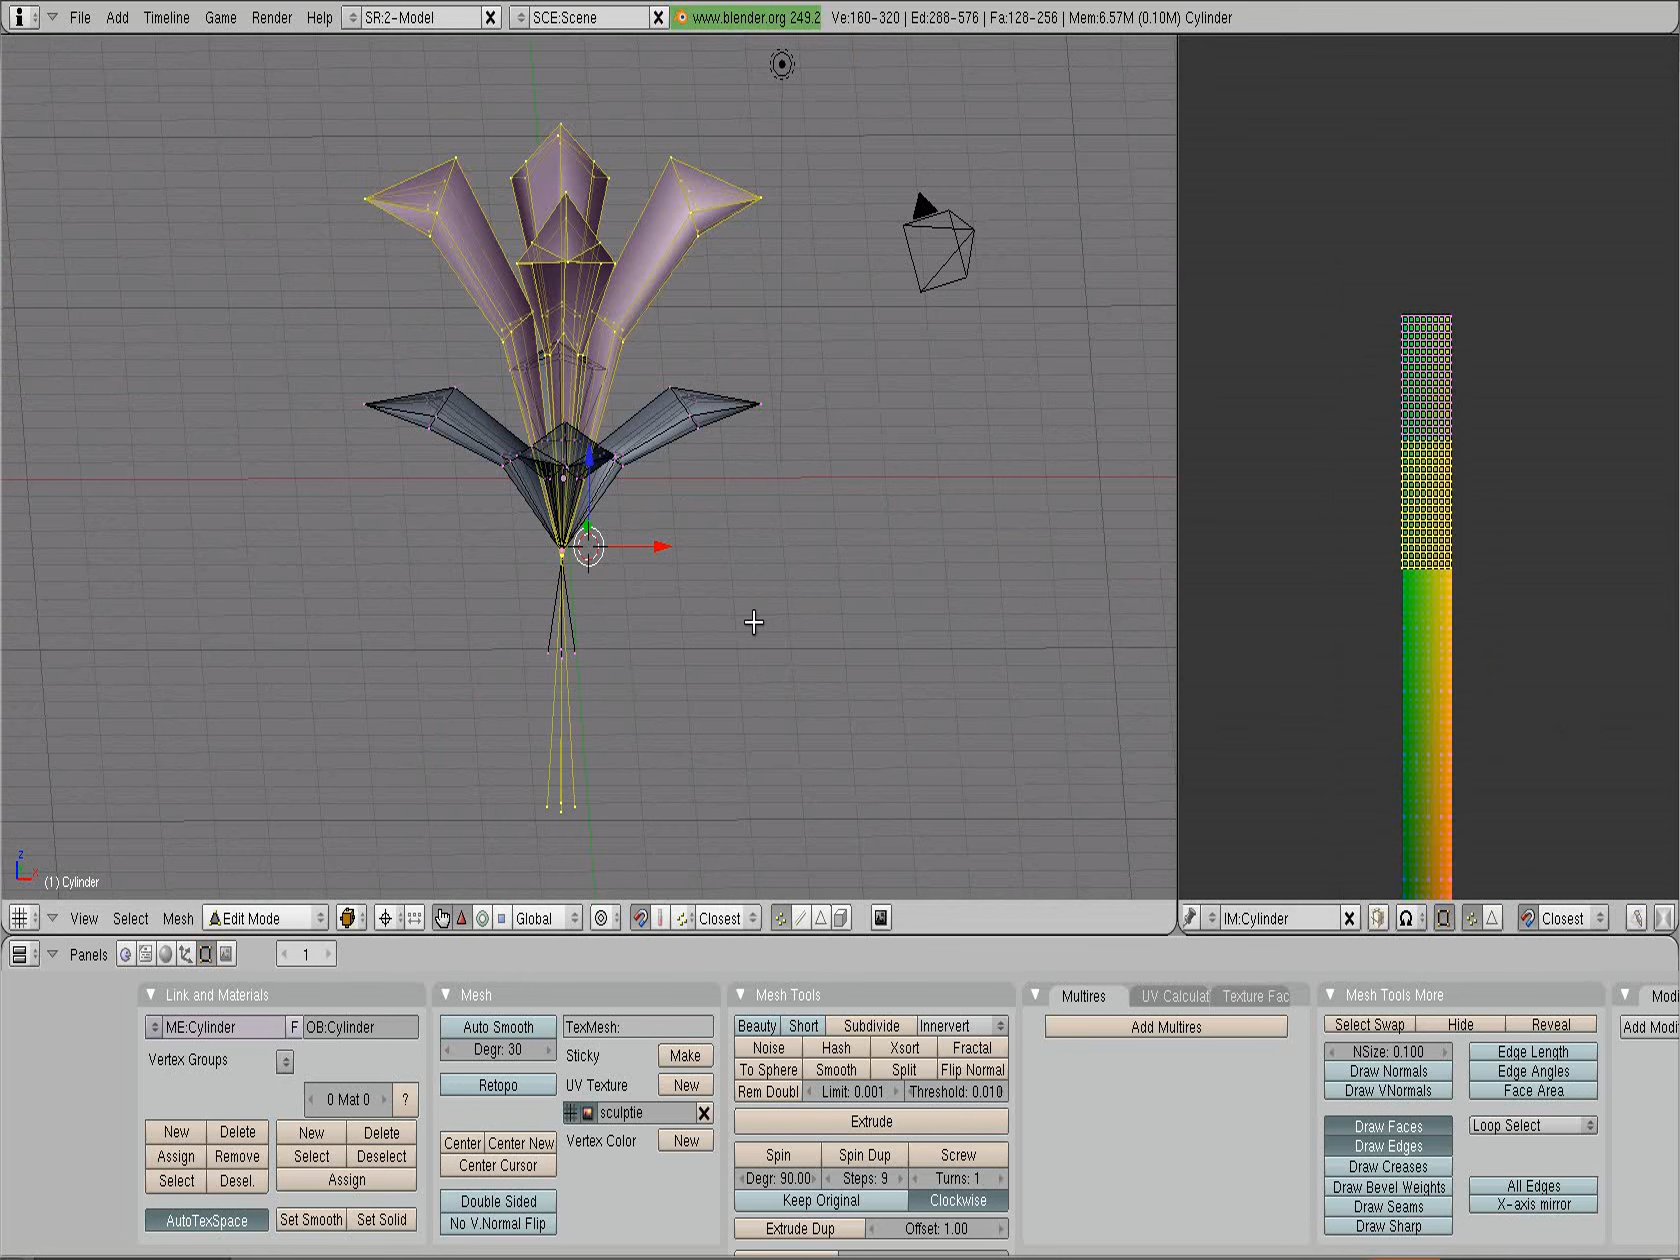 File Add Timeline Game Render Help SR:2-Model SCE:Scene www.blender.org 249.2 Ve:160-320 | Ed:288-576 | Fa:128-256 | Mem:6.57M (0.10M) Cylinder
z
x
(1) Cylinder
View Select Mesh Edit Mode Global Closest
IM:Cylinder Closest
Panels 1
Link and Materials
ME:Cylinder F OB:Cylinder
Vertex Groups
0 Mat 0 ?
New Delete New Delete
Assign Remove Select Deselect
Select Desel. Assign
AutoTexSpace Set Smooth Set Solid
Mesh
Auto Smooth TexMesh:
Degr: 30
Sticky Make
Retopo UV Texture New
sculptie
Center Center New Vertex Color New
Center Cursor
Double Sided
No V.Normal Flip
Mesh Tools
Beauty Short Subdivide Innervert
Noise Hash Xsort Fractal
To Sphere Smooth Split Flip Normal
Rem Doubl Limit: 0.001 Threshold: 0.010
Extrude
Spin Spin Dup Screw
Degr: 90.00 Steps: 9 Turns: 1
Keep Original Clockwise
Extrude Dup Offset: 1.00
Multires UV Calculat Texture Fac
Add Multires
Mesh Tools More
Select Swap Hide Reveal
NSize: 0.100 Edge Length
Draw Normals Edge Angles
Draw VNormals Face Area
Draw Faces Loop Select
Draw Edges
Draw Creases
Draw Bevel Weights All Edges
Draw Seams X-axis mirror
Draw Sharp
Modi
Add Modi